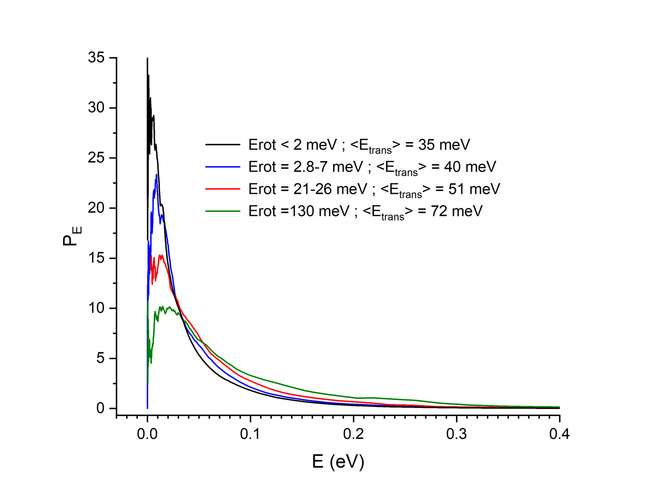 35
30
25
20
15
10
5
0
P_E
Erot < 2 meV ; <E_trans> = 35 meV
Erot = 2.8-7 meV ; <E_trans> = 40 meV
Erot = 21-26 meV ; <E_trans> = 51 meV
Erot =130 meV ; <E_trans> = 72 meV
0.0 0.1 0.2 0.3 0.4
E (eV)